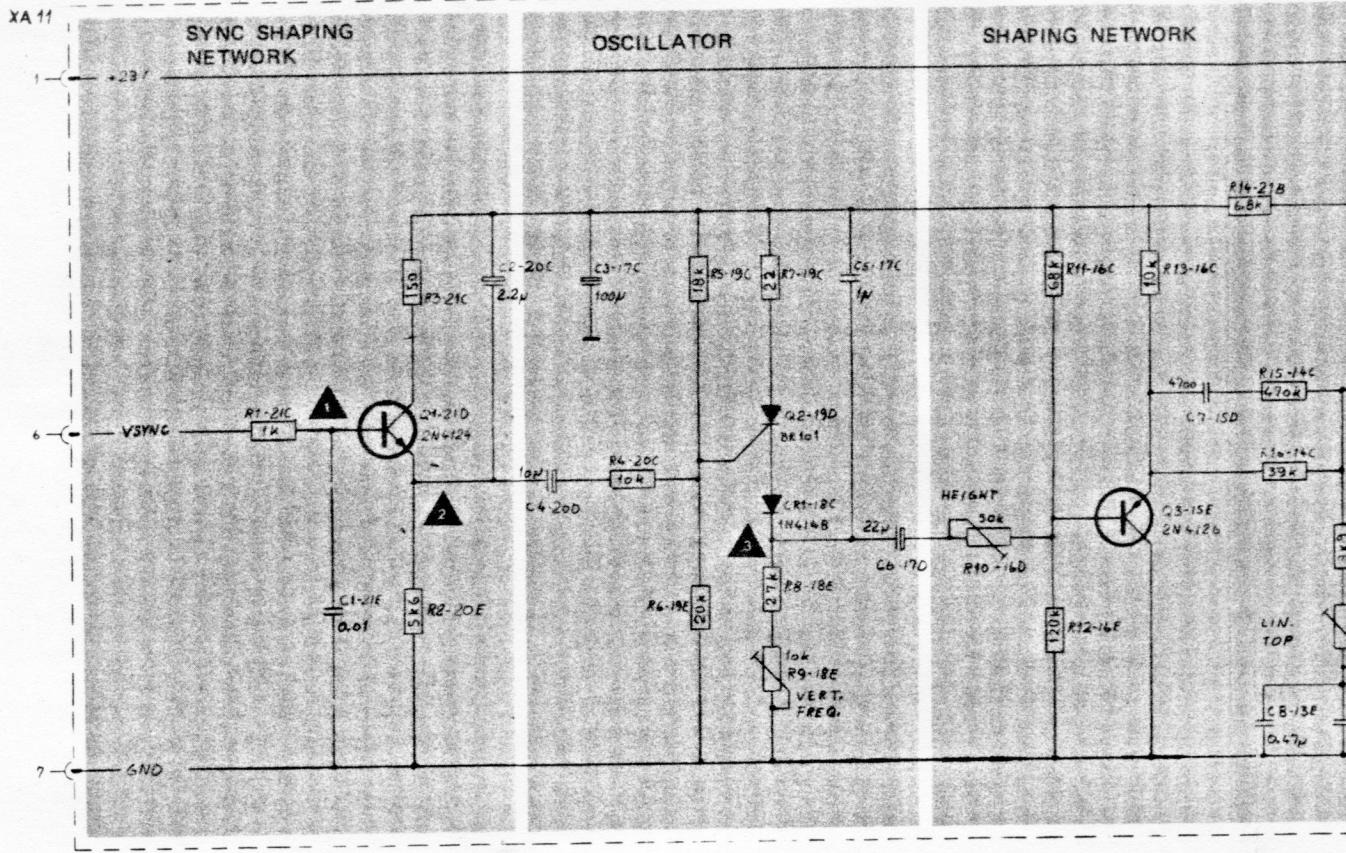 XA 11
SYNC SHAPING
NETWORK
OSCILLATOR
SHAPING NETWORK
1
R14-21B
6.8k
150
R3-21C
C2-20C
2.2µ
C3-17C
100µ
18k
R5-19C
22
R7-19C
C5-17C
1µ
68k
R11-16C
10k
R13-16C
6
VSYNC
R1-21C
1k
1
Q1-21D
2N4124
Q2-19D
BR101
4700
C7-15D
R15-14C
470k
2
10µ
C4-20D
R4-20C
10k
R16-14C
39k
CR1-18C
1N4148
3
22µ
C6-17D
HEIGHT
50k
R10-16D
Q3-15E
2N4126
3k9
C1-21E
0.01
5k6
R2-20E
R6-19E
20k
27k
R8-18E
120k
R12-16E
LIN.
TOP
10k
R9-18E
VERT.
FREQ.
C8-13E
0.47µ
7
GND